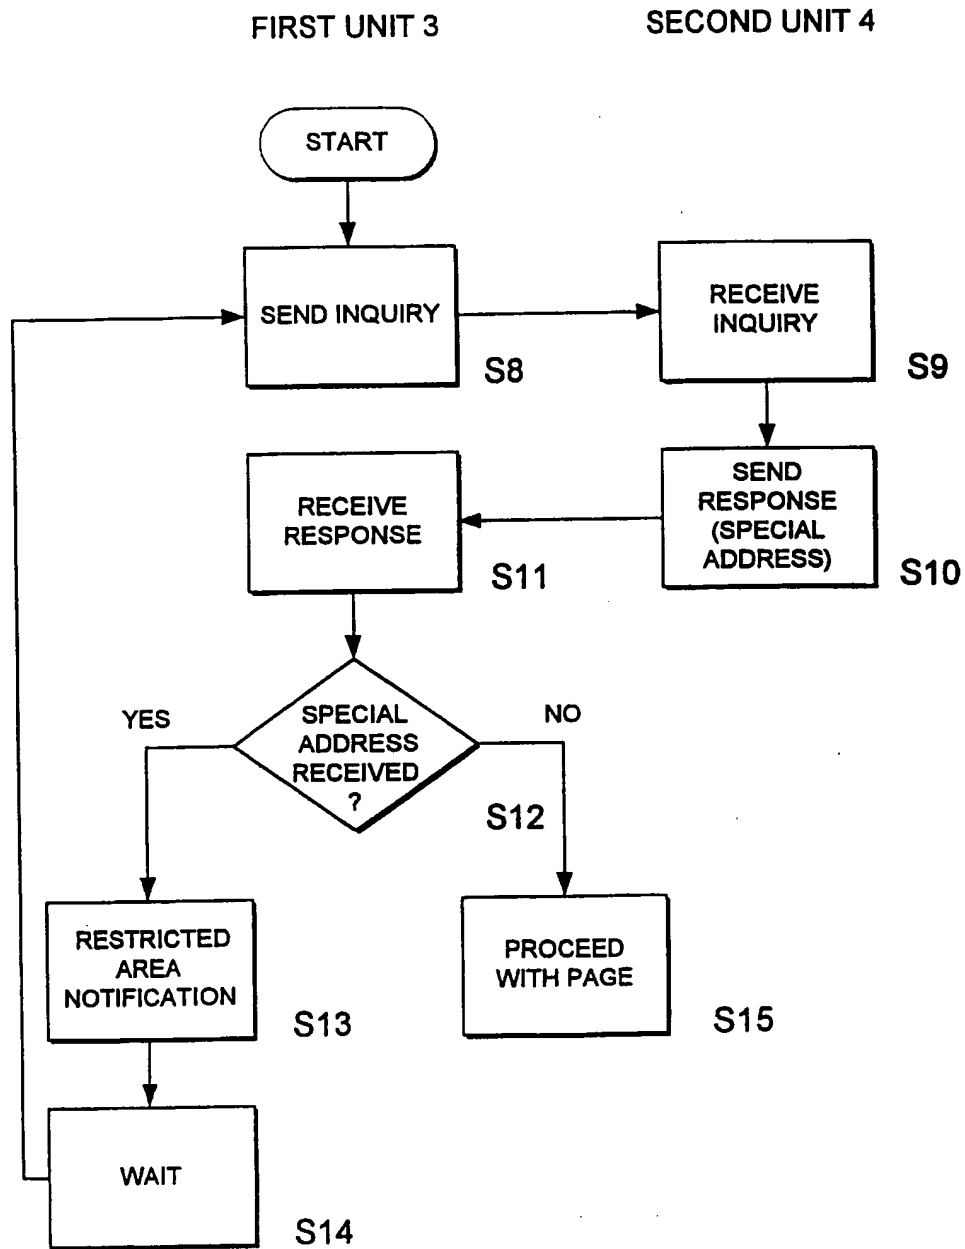 FIRST UNIT 3
SECOND UNIT 4
START
SEND INQUIRY
S8
RECEIVE
INQUIRY
S9
SEND
RESPONSE
(SPECIAL
ADDRESS)
S10
RECEIVE
RESPONSE
S11
YES
SPECIAL
ADDRESS
RECEIVED
?
NO
S12
RESTRICTED
AREA
NOTIFICATION
S13
PROCEED
WITH PAGE
S15
WAIT
S14